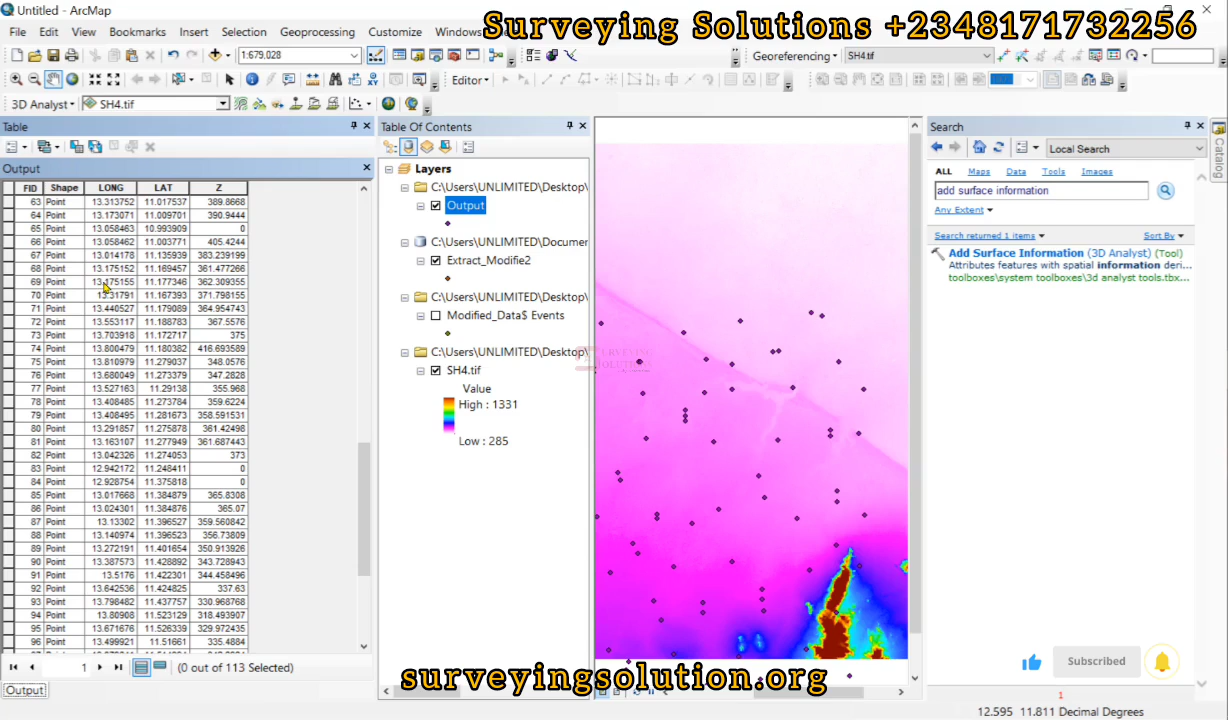 Untitled - ArcMap
Surveying Solutions +2348171732256
File Edit View Bookmarks Insert Selection Geoprocessing Customize Windows
1:679,028
Georeferencing SH4.tif
Editor
3D Analyst SH4.tif
Table
Output
FID Shape LONG LAT Z
63 Point 13.313752 11.017537 389.8668
64 Point 13.173071 11.009701 390.9444
65 Point 13.058463 10.993909 0
66 Point 13.058462 11.003771 405.4244
67 Point 13.014178 11.135939 383.239199
68 Point 13.175152 11.169457 361.477266
69 Point 13.175155 11.177346 362.309355
70 Point 13.31791 11.167393 371.798155
71 Point 13.440527 11.179089 364.954743
72 Point 13.553117 11.188783 367.5576
73 Point 13.703918 11.172717 375
74 Point 13.800479 11.180382 416.693589
75 Point 13.810979 11.279037 348.0576
76 Point 13.680049 11.273379 347.2828
77 Point 13.527163 11.29138 355.968
78 Point 13.408485 11.273784 359.6224
79 Point 13.408495 11.281673 358.591531
80 Point 13.291857 11.275878 361.42498
81 Point 13.163107 11.277949 361.687443
82 Point 13.042326 11.274053 373
83 Point 12.942172 11.248411 0
84 Point 12.928754 11.375818 0
85 Point 13.017668 11.384879 365.8308
86 Point 13.024301 11.384876 365.07
87 Point 13.13302 11.396527 359.560842
88 Point 13.140974 11.396523 356.73809
89 Point 13.272191 11.401654 350.913926
90 Point 13.387573 11.428892 343.728943
91 Point 13.5176 11.422301 344.458496
92 Point 13.642536 11.424825 337.63
93 Point 13.798482 11.437757 330.968768
94 Point 13.80908 11.523129 318.493907
95 Point 13.671676 11.526339 329.972435
96 Point 13.499921 11.51661 335.4884
1 (0 out of 113 Selected)
Output
Table Of Contents
Layers
C:\Users\UNLIMITED\Desktop\
Output
C:\Users\UNLIMITED\Documen
Extract_Modifie2
C:\Users\UNLIMITED\Desktop\
Modified_Data$ Events
C:\Users\UNLIMITED\Desktop\
SH4.tif
Value
High : 1331
Low : 285
Search
Local Search
ALL Maps Data Tools Images
add surface information
Any Extent
Search returned 1 items Sort By
Add Surface Information (3D Analyst) (Tool)
Attributes features with spatial information deri...
toolboxes\system toolboxes\3d analyst tools.tbx...
Catalog
Subscribed
surveyingsolution.org
1
12.595 11.811 Decimal Degrees